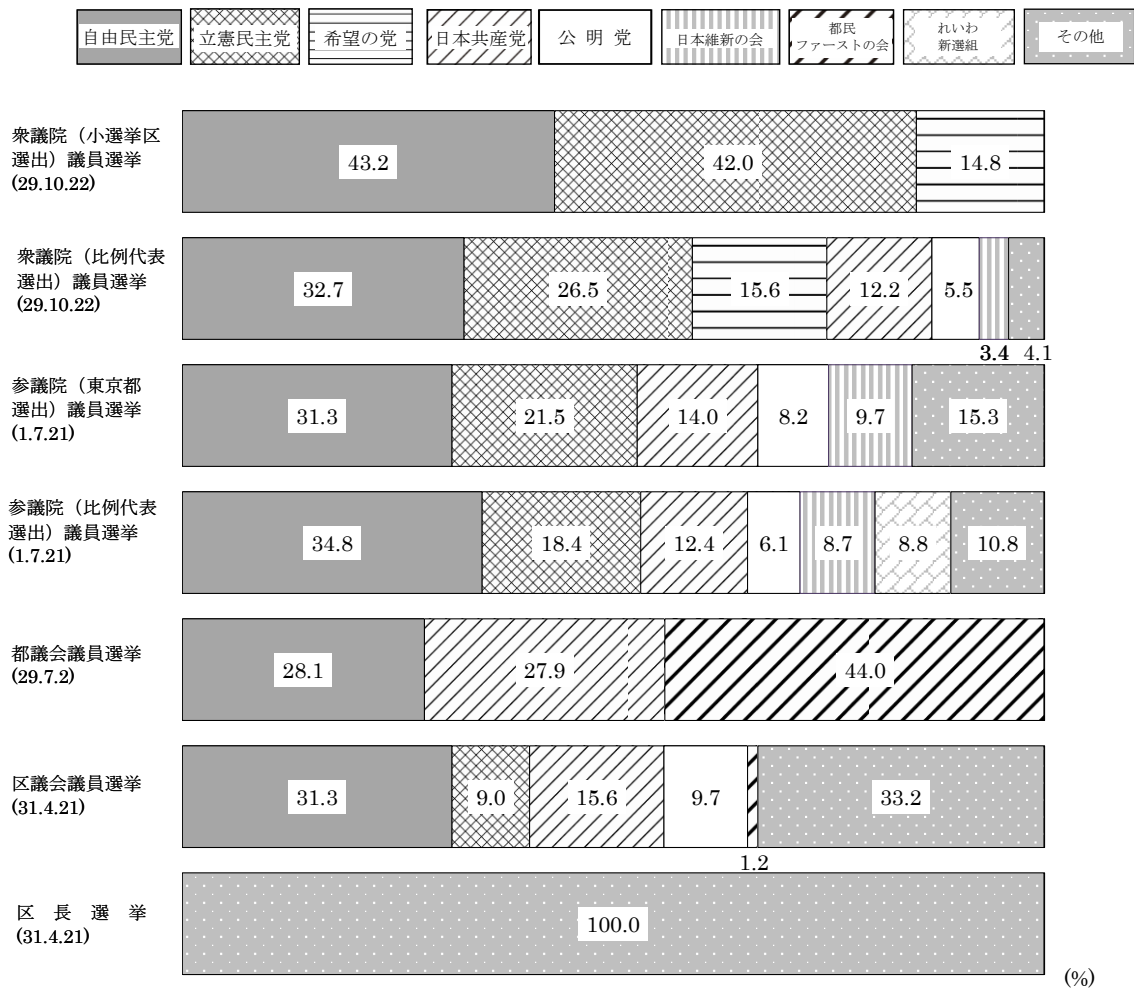 自由民主党
立憲民主党
希望の党
日本共産党
公 明 党
日本維新の会
都民
ファーストの会
れいわ
新選組
その他
衆議院（小選挙区
選出）議員選挙
(29.10.22)
43.2
42.0
14.8
衆議院（比例代表
選出）議員選挙
(29.10.22)
32.7
26.5
15.6
12.2
5.5
3.4
4.1
参議院（東京都
選出）議員選挙
(1.7.21)
31.3
21.5
14.0
8.2
9.7
15.3
参議院（比例代表
選出）議員選挙
(1.7.21)
34.8
18.4
12.4
6.1
8.7
8.8
10.8
都議会議員選挙
(29.7.2)
28.1
27.9
44.0
区議会議員選挙
(31.4.21)
31.3
9.0
15.6
9.7
1.2
33.2
区 長 選 挙
(31.4.21)
100.0
(%)